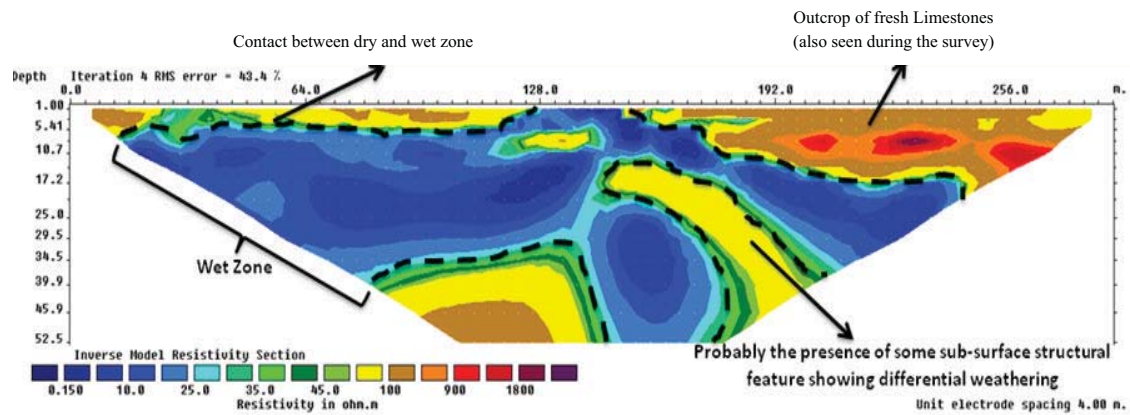 Outcrop of fresh Limestones
(also seen during the survey)
Contact between dry and wet zone
Depth Iteration 4 RMS error = 43.4 %
0.0 64.0 128.0 192.0 256.0 m.
1.00
5.41
10.7
17.2
25.0
29.5
34.5
39.9
45.9
52.5
Wet Zone
Probably the presence of some sub-surface structural
feature showing differential weathering
Inverse Model Resistivity Section
0.150 10.0 25.0 35.0 45.0 100 900 1800
Resistivity in ohm.m
Unit electrode spacing 4.00 m.